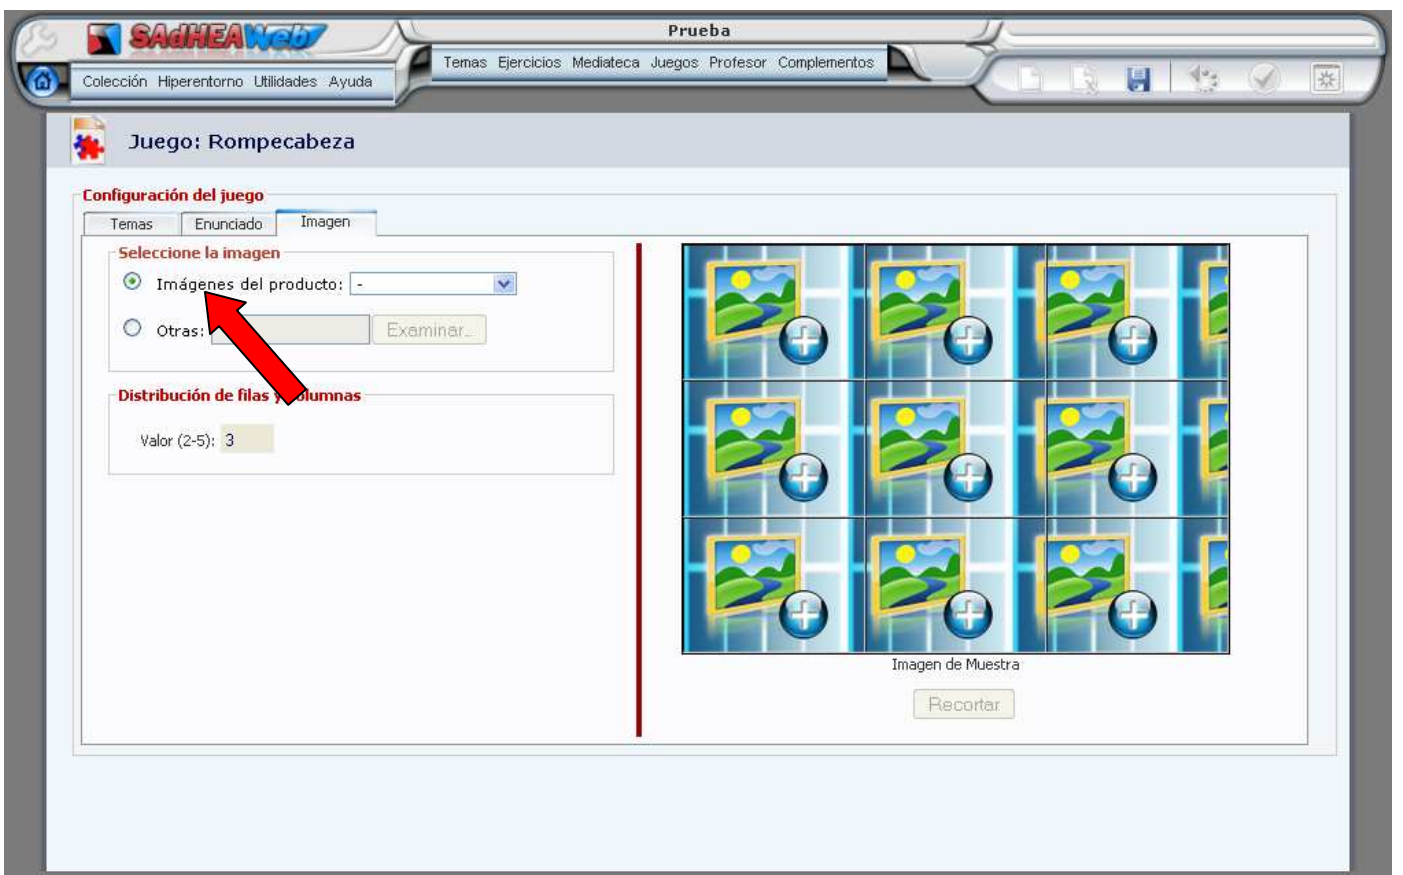 SAdHEAWeb
Prueba
Temas Ejercicios Mediateca Juegos Profesor Complementos
Colección Hiperentorno Utilidades Ayuda
Juego: Rompecabeza
Configuración del juego
Temas Enunciado Imagen
Seleccione la imagen
Imágenes del producto: -
Otras: Examinar...
Distribución de filas y columnas
Valor (2-5): 3
Imagen de Muestra
Recortar